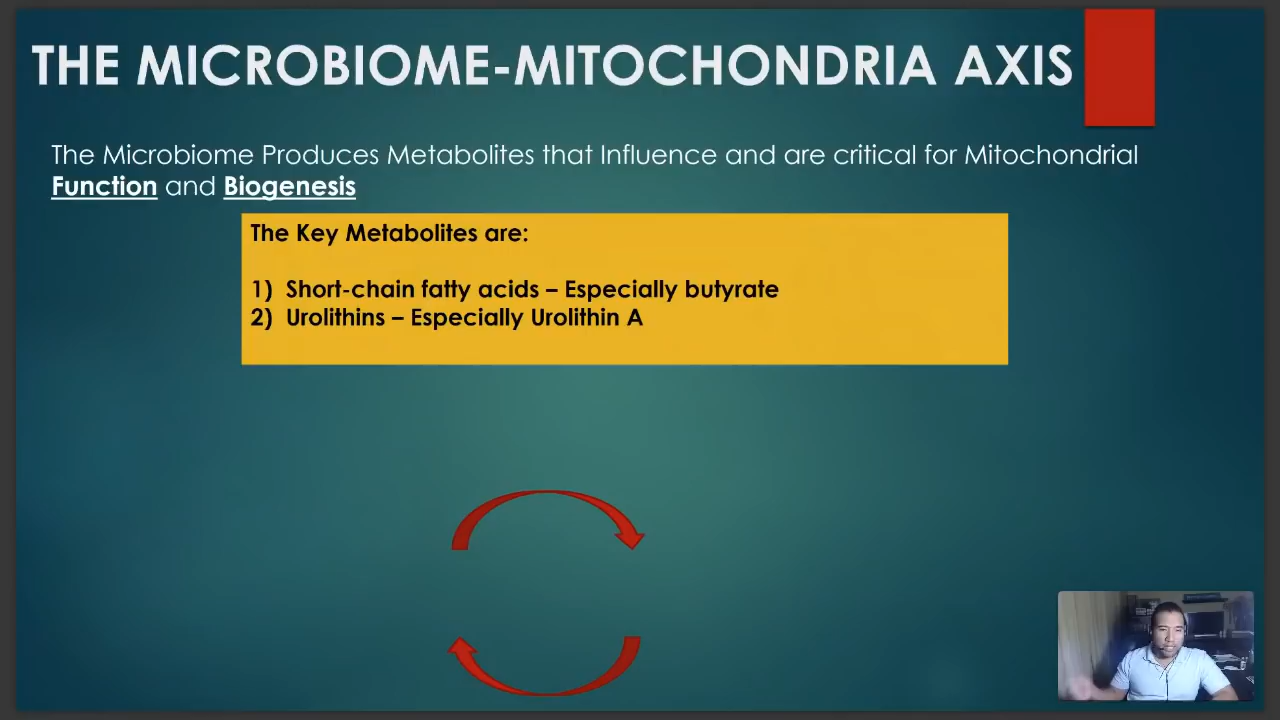 THE MICROBIOME-MITOCHONDRIA AXIS
The Microbiome Produces Metabolites that Influence and are critical for Mitochondrial
Function and Biogenesis
The Key Metabolites are:
1) Short-chain fatty acids – Especially butyrate
2) Urolithins – Especially Urolithin A